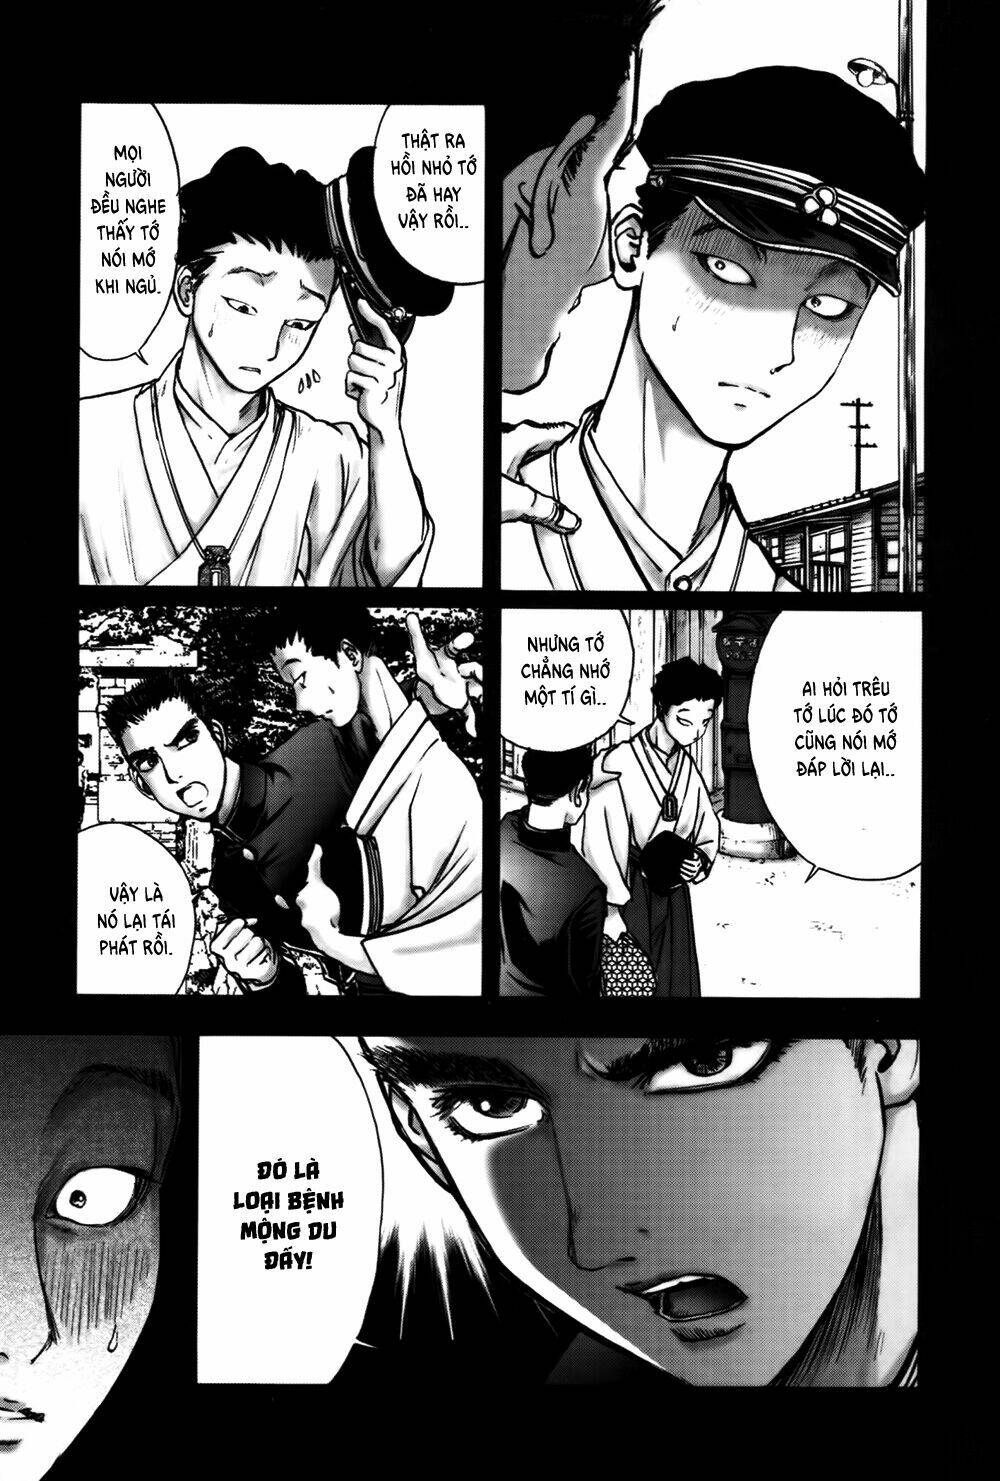 THẬT RA
HỒI NHỎ TỚ
ĐÃ HAY
VẬY RỒI..
MỌI
NGƯỜI
ĐỀU NGHE
THẤY TỚ
NÓI MỚ
KHI NGỦ.
AI HỎI TRÊU
TỚ LÚC ĐÓ TỚ
CŨNG NÓI MỚ
ĐÁP LỜI LẠI..
NHƯNG TỚ
CHẲNG NHỚ
MỘT TÍ GÌ..
VẬY LÀ
NÓ LẠI TÁI
PHÁT RỒI.
ĐÓ LÀ
LOẠI BỆNH
MỘNG DU
ĐẤY!